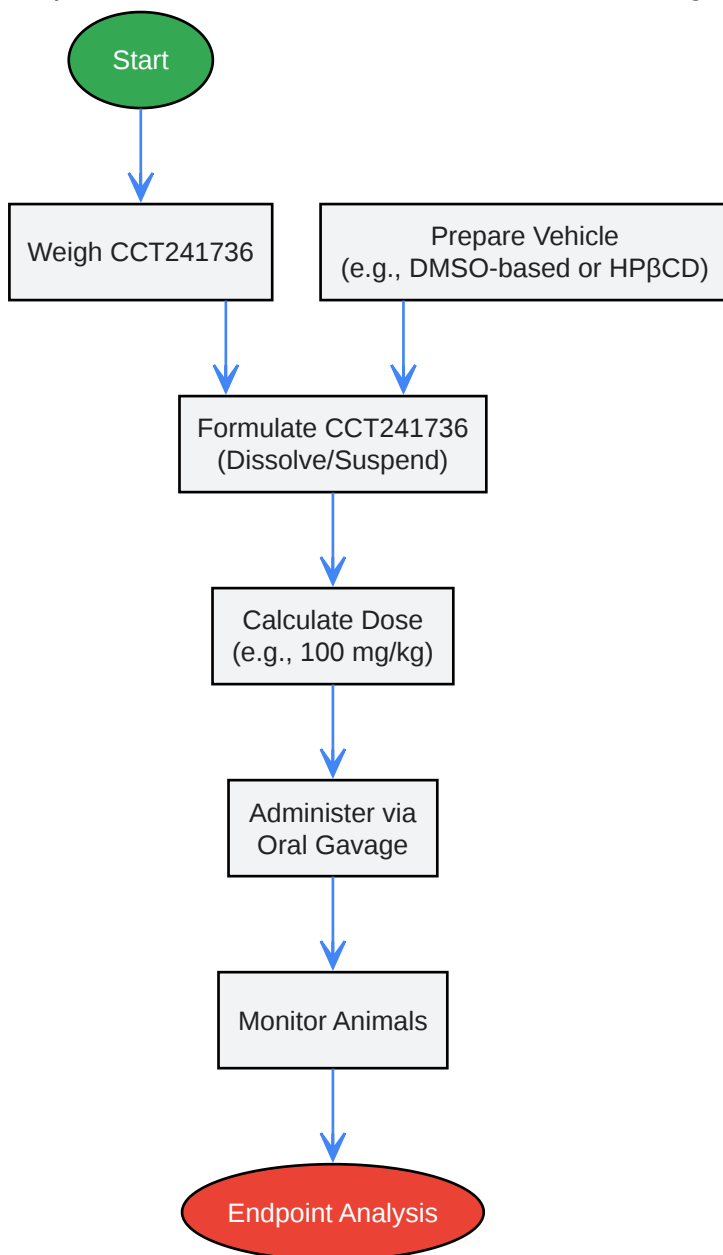 Start
Weigh CCT241736
Prepare Vehicle
(e.g., DMSO-based or HPβCD)
Formulate CCT241736
(Dissolve/Suspend)
Calculate Dose
(e.g., 100 mg/kg)
Administer via
Oral Gavage
Monitor Animals
Endpoint Analysis